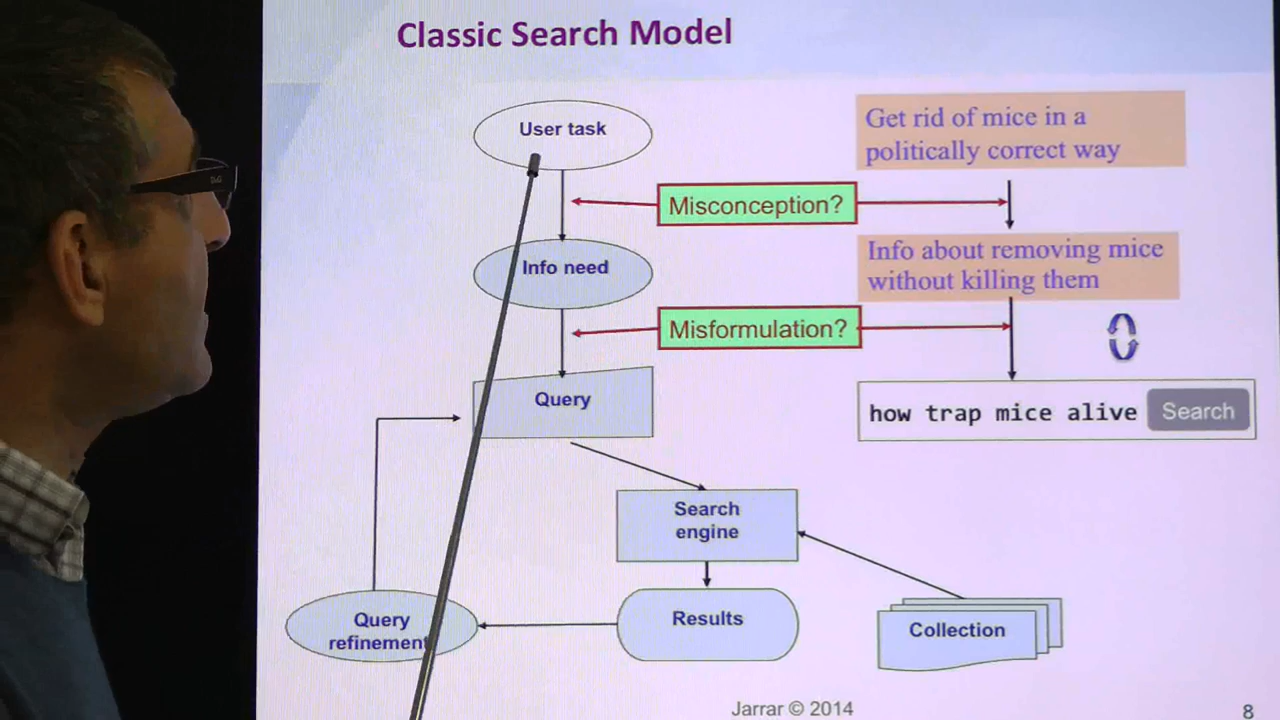 Classic Search Model
User task
Get rid of mice in a
politically correct way
Misconception?
Info need
Info about removing mice
without killing them
Misformulation?
Query
how trap mice alive
Search
Search
engine
Query
refinement
Results
Collection
Jarrar © 2014
8